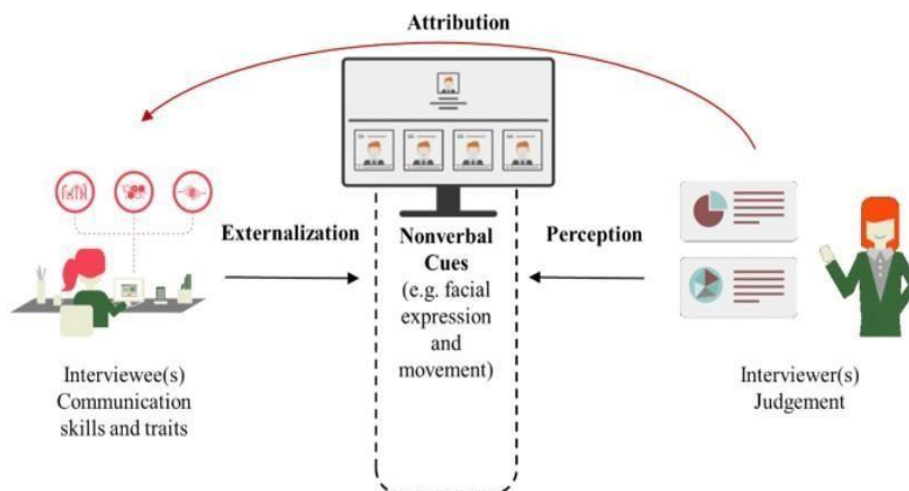 Attribution
Externalization
Nonverbal
Cues
(e.g. facial
expression
and
movement)
Perception
Interviewee(s)
Communication
skills and traits
Interviewer(s)
Judgement